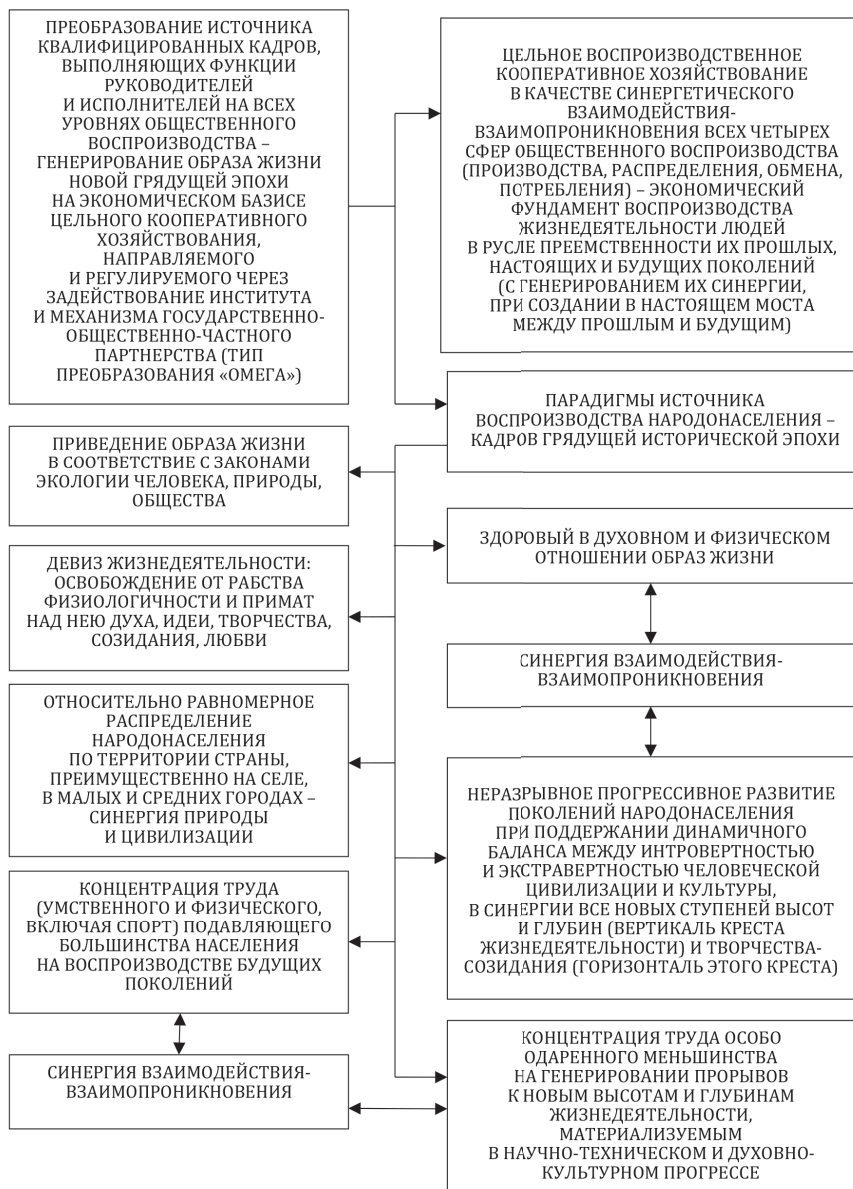 ПРЕОБРАЗОВАНИЕ ИСТОЧНИКА
КВАЛИФИЦИРОВАННЫХ КАДРОВ,
ВЫПОЛНЯЮЩИХ ФУНКЦИИ
РУКОВОДИТЕЛЕЙ
И ИСПОЛНИТЕЛЕЙ НА ВСЕХ
УРОВНЯХ ОБЩЕСТВЕННОГО
ВОСПРОИЗВОДСТВА –
ГЕНЕРИРОВАНИЕ ОБРАЗА ЖИЗНИ
НОВОЙ ГРЯДУЩЕЙ ЭПОХИ
НА ЭКОНОМИЧЕСКОМ БАЗИСЕ
ЦЕЛЬНОГО КООПЕРАТИВНОГО
ХОЗЯЙСТВОВАНИЯ,
НАПРАВЛЯЕМОГО
И РЕГУЛИРУЕМОГО ЧЕРЕЗ
ЗАДЕЙСТВОВАНИЕ ИНСТИТУТА
И МЕХАНИЗМА ГОСУДАРСТВЕННО-
ОБЩЕСТВЕННО-ЧАСТНОГО
ПАРТНЕРСТВА (ТИП
ПРЕОБРАЗОВАНИЯ «ОМЕГА»)
ЦЕЛЬНОЕ ВОСПРОИЗВОДСТВЕННОЕ
КООПЕРАТИВНОЕ ХОЗЯЙСТВОВАНИЕ
В КАЧЕСТВЕ СИНЕРГЕТИЧЕСКОГО
ВЗАИМОДЕЙСТВИЯ-
ВЗАИМОПРОНИКНОВЕНИЯ ВСЕХ ЧЕТЫРЕХ
СФЕР ОБЩЕСТВЕННОГО ВОСПРОИЗВОДСТВА
(ПРОИЗВОДСТВА, РАСПРЕДЕЛЕНИЯ, ОБМЕНА,
ПОТРЕБЛЕНИЯ) – ЭКОНОМИЧЕСКИЙ
ФУНДАМЕНТ ВОСПРОИЗВОДСТВА
ЖИЗНЕДЕЯТЕЛЬНОСТИ ЛЮДЕЙ
В РУСЛЕ ПРЕЕМСТВЕННОСТИ ИХ ПРОШЛЫХ,
НАСТОЯЩИХ И БУДУЩИХ ПОКОЛЕНИЙ
(С ГЕНЕРИРОВАНИЕМ ИХ СИНЕРГИИ,
ПРИ СОЗДАНИИ В НАСТОЯЩЕМ МОСТА
МЕЖДУ ПРОШЛЫМ И БУДУЩИМ)
ПАРАДИГМЫ ИСТОЧНИКА
ВОСПРОИЗВОДСТВА НАРОДОНАСЕЛЕНИЯ –
КАДРОВ ГРЯДУЩЕЙ ИСТОРИЧЕСКОЙ ЭПОХИ
ПРИВЕДЕНИЕ ОБРАЗА ЖИЗНИ
В СООТВЕТСТВИЕ С ЗАКОНАМИ
ЭКОЛОГИИ ЧЕЛОВЕКА, ПРИРОДЫ,
ОБЩЕСТВА
ЗДОРОВЫЙ В ДУХОВНОМ И ФИЗИЧЕСКОМ
ОТНОШЕНИИ ОБРАЗ ЖИЗНИ
ДЕВИЗ ЖИЗНЕДЕЯТЕЛЬНОСТИ:
ОСВОБОЖДЕНИЕ ОТ РАБСТВА
ФИЗИОЛОГИЧНОСТИ И ПРИМАТ
НАД НЕЮ ДУХА, ИДЕИ, ТВОРЧЕСТВА,
СОЗИДАНИЯ, ЛЮБВИ
СИНЕРГИЯ ВЗАИМОДЕЙСТВИЯ-
ВЗАИМОПРОНИКНОВЕНИЯ
ОТНОСИТЕЛЬНО РАВНОМЕРНОЕ
РАСПРЕДЕЛЕНИЕ
НАРОДОНАСЕЛЕНИЯ
ПО ТЕРРИТОРИИ СТРАНЫ,
ПРЕИМУЩЕСТВЕННО НА СЕЛЕ,
В МАЛЫХ И СРЕДНИХ ГОРОДАХ –
СИНЕРГИЯ ПРИРОДЫ
И ЦИВИЛИЗАЦИИ
НЕРАЗРЫВНОЕ ПРОГРЕССИВНОЕ РАЗВИТИЕ
ПОКОЛЕНИЙ НАРОДОНАСЕЛЕНИЯ
ПРИ ПОДДЕРЖАНИИ ДИНАМИЧНОГО
БАЛАНСА МЕЖДУ ИНТРОВЕРТНОСТЬЮ
И ЭКСТРАВЕРТНОСТЬЮ ЧЕЛОВЕЧЕСКОЙ
ЦИВИЛИЗАЦИИ И КУЛЬТУРЫ,
В СИНЕРГИИ ВСЕ НОВЫХ СТУПЕНЕЙ ВЫСОТ
И ГЛУБИН (ВЕРТИКАЛЬ КРЕСТА
ЖИЗНЕДЕЯТЕЛЬНОСТИ) И ТВОРЧЕСТВА-
СОЗИДАНИЯ (ГОРИЗОНТАЛЬ ЭТОГО КРЕСТА)
КОНЦЕНТРАЦИЯ ТРУДА
(УМСТВЕННОГО И ФИЗИЧЕСКОГО,
ВКЛЮЧАЯ СПОРТ) ПОДАВЛЯЮЩЕГО
БОЛЬШИНСТВА НАСЕЛЕНИЯ
НА ВОСПРОИЗВОДСТВЕ БУДУЩИХ
ПОКОЛЕНИЙ
СИНЕРГИЯ ВЗАИМОДЕЙСТВИЯ-
ВЗАИМОПРОНИКНОВЕНИЯ
КОНЦЕНТРАЦИЯ ТРУДА ОСОБО
ОДАРЕННОГО МЕНЬШИНСТВА
НА ГЕНЕРИРОВАНИИ ПРОРЫВОВ
К НОВЫМ ВЫСОТАМ И ГЛУБИНАМ
ЖИЗНЕДЕЯТЕЛЬНОСТИ,
МАТЕРИАЛИЗУЕМЫМ
В НАУЧНО-ТЕХНИЧЕСКОМ И ДУХОВНО-
КУЛЬТУРНОМ ПРОГРЕССЕ